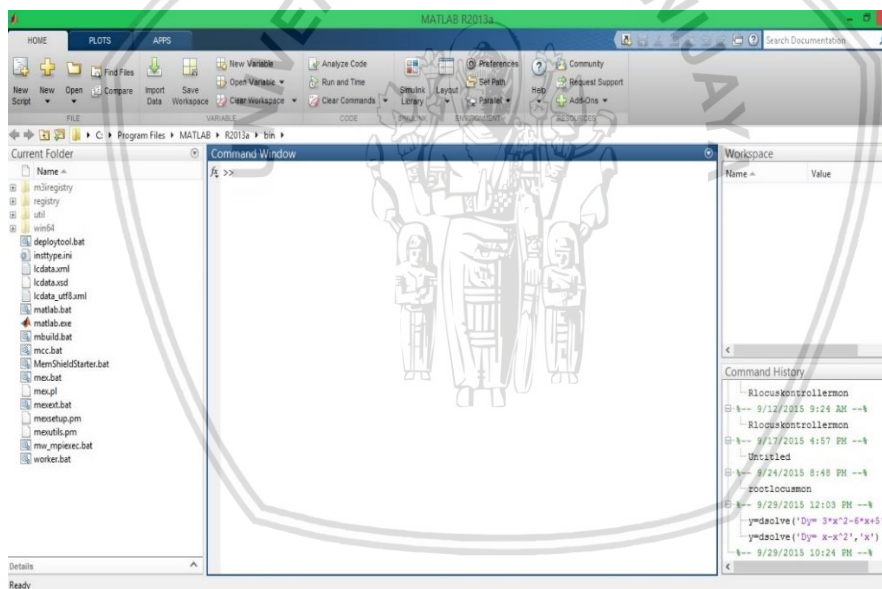 MATLAB R2013a
HOME PLOTS APPS
Search Documentation
New Script
New
Open
Find Files
Compare
Import Data
Save Workspace
New Variable
Open Variable
Clear Workspace
Analyze Code
Run and Time
Clear Commands
Simulink Library
Layout
Preferences
Set Path
Parallel
Help
Community
Request Support
Add-Ons
FILE VARIABLE CODE SIMULINK ENVIRONMENT RESOURCES
C: Program Files MATLAB R2013a bin
Current Folder
Name
m3iregistry
registry
util
win64
deploytool.bat
insttype.ini
lcdata.xml
lcdata.xsd
lcdata_utf8.xml
matlab.bat
matlab.exe
mbuild.bat
mcc.bat
MemShieldStarter.bat
mex.bat
mex.pl
mexext.bat
mexsetup.pm
mexutils.pm
mw_mpiexec.bat
worker.bat
Details
Ready
Command Window
fx >>
Workspace
Name Value
Command History
Rlocuskontrollermon
%-- 9/12/2015 9:24 AM --%
Rlocuskontrollermon
%-- 9/17/2015 4:57 PM --%
Untitled
%-- 9/24/2015 8:48 PM --%
rootlocusmon
%-- 9/29/2015 12:03 PM --%
y=dsolve('Dy= 3*x^2-6*x+5'
y=dsolve('Dy= x-x^2','x')
%-- 9/29/2015 10:24 PM --%